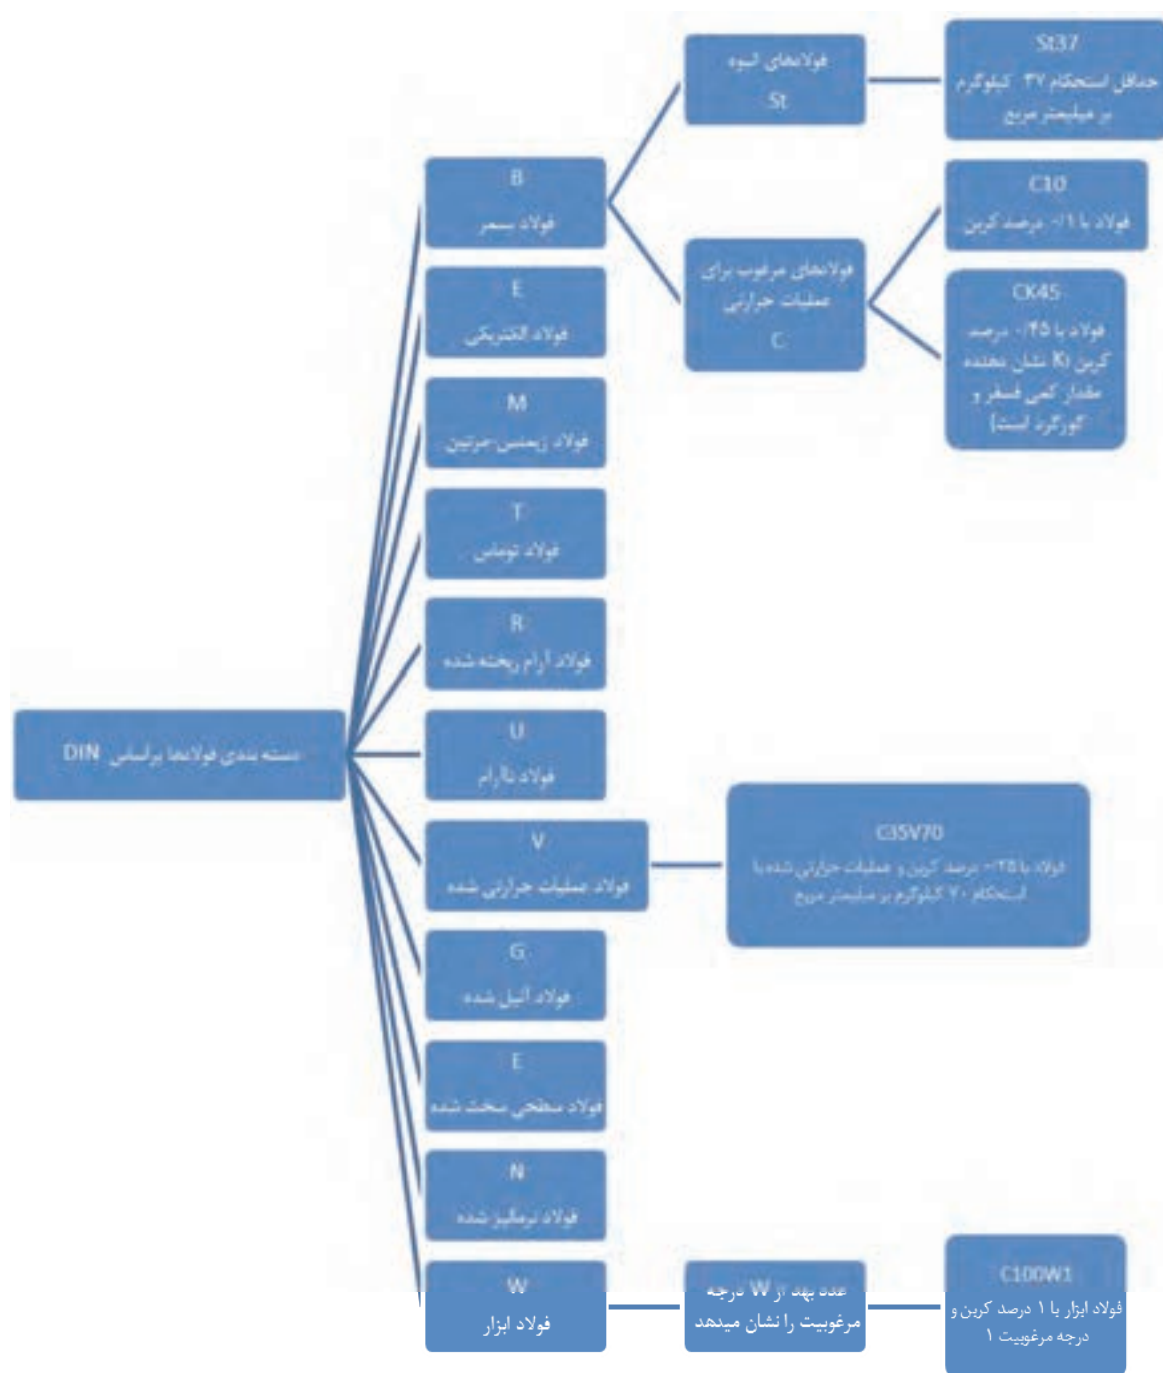 دسته بندی فولادها براساس DIN
B
فولاد بسمر
فولادهای انبوه
St
St37
حداقل استحکام ۳۷ کیلوگرم
بر میلیمتر مربع
فولادهای مرغوب برای
عملیات حرارتی
C
C10
فولاد با ۰/۱ درصد کربن
CK45
فولاد با ۰/۴۵ درصد
کربن (K نشان دهنده
مقدار کمی فسفر و
گوگرد است)
E
فولاد الکتریکی
M
فولاد زیمنس-مرتین
T
فولاد توماس
R
فولاد آرام ریخته شده
U
فولاد ناآرام
V
فولاد عملیات حرارتی شده
C35V70
فولاد با ۰/۳۵ درصد کربن و عملیات حرارتی شده با
استحکام ۷۰ کیلوگرم بر میلیمتر مربع
G
فولاد آنیل شده
E
فولاد سطحی سخت شده
N
فولاد نرمالیز شده
W
فولاد ابزار
عدد بعد از W درجه
مرغوبیت را نشان میدهد
C100W1
فولاد ابزار با ۱ درصد کربن و
درجه مرغوبیت ۱